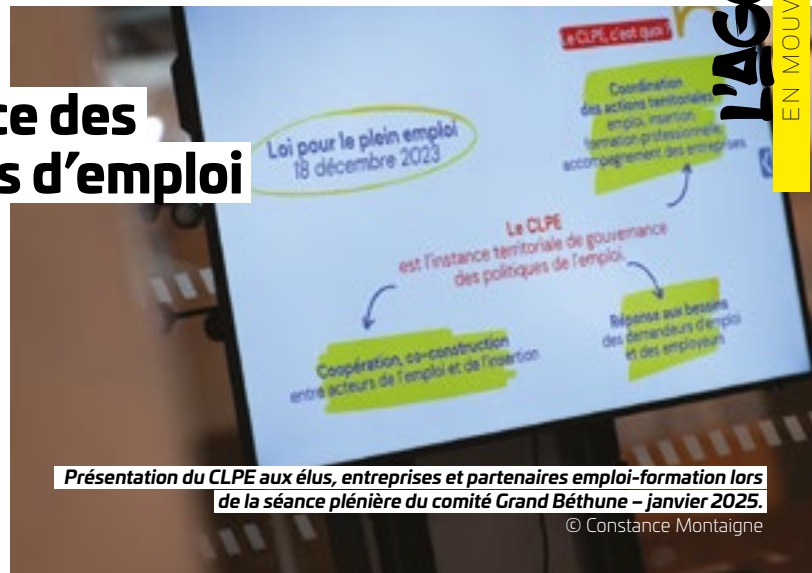 ce des
s d’emploi
L'AG
EN MOUV
Le CLPE, c'est quoi ?
Coordination
des actions territoriales
emploi, insertion
formation professionnelle,
accompagnement des entreprises
Loi pour le plein emploi
18 décembre 2023
Le CLPE
est l'instance territoriale de gouvernance
des politiques de l'emploi.
Coopération, co-construction
entre acteurs de l'emploi et de l'insertion
Réponse aux besoins
des demandeurs d'emploi
et des employeurs
Présentation du CLPE aux élus, entreprises et partenaires emploi-formation lors
de la séance plénière du comité Grand Béthune – janvier 2025.
© Constance Montaigne